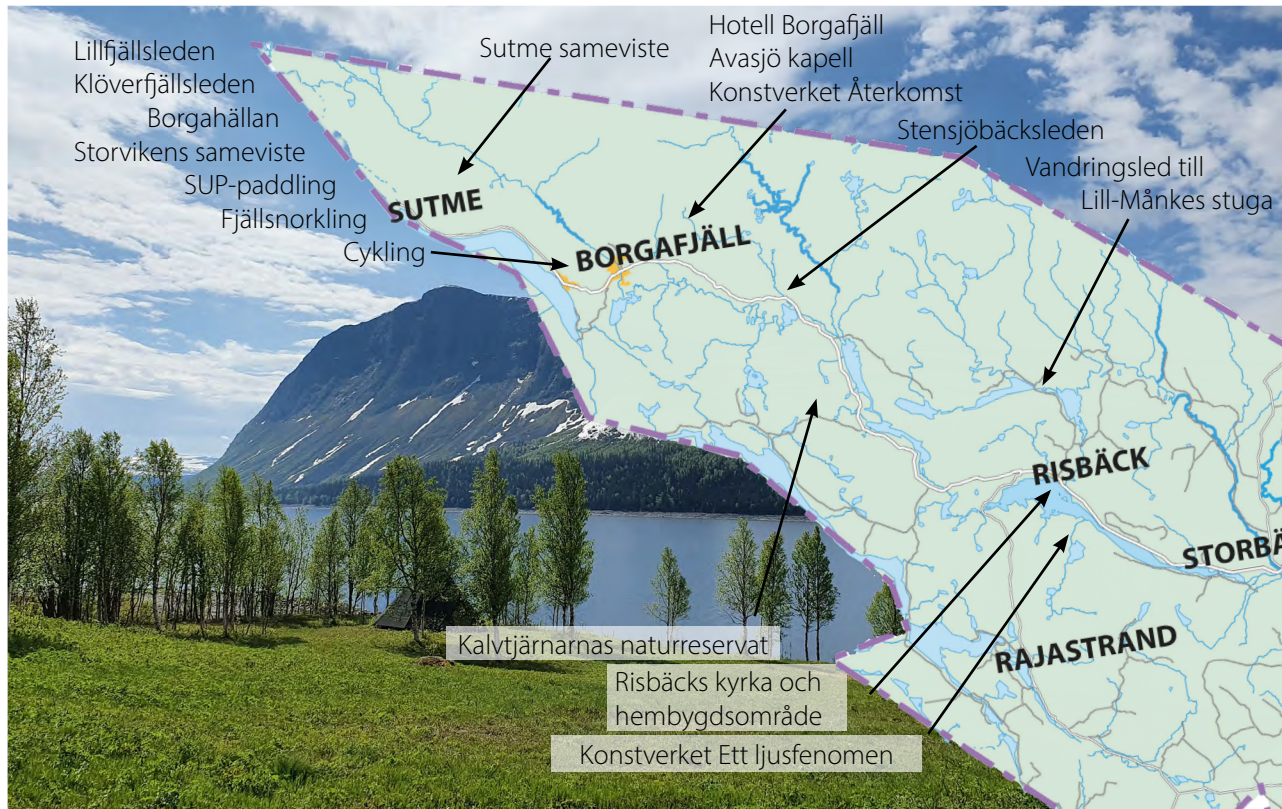 Lillfjällsleden
Klöverfjällsleden
Borgahällan
Storvikens sameviste
SUP-paddling
Fjällsnorkling
Cykling
Sutme sameviste
Hotell Borgafjäll
Avasjö kapell
Konstverket Återkomst
Stensjöbäcksleden
Vandringsled till
Lill-Månkes stuga
SUTME
BORGAFJÄLL
RISBÄCK
STORBÄ
RAJASTRAND
Kalvtjärnarnas naturreservat
Risbäcks kyrka och
hembygdsområde
Konstverket Ett ljusfenomen